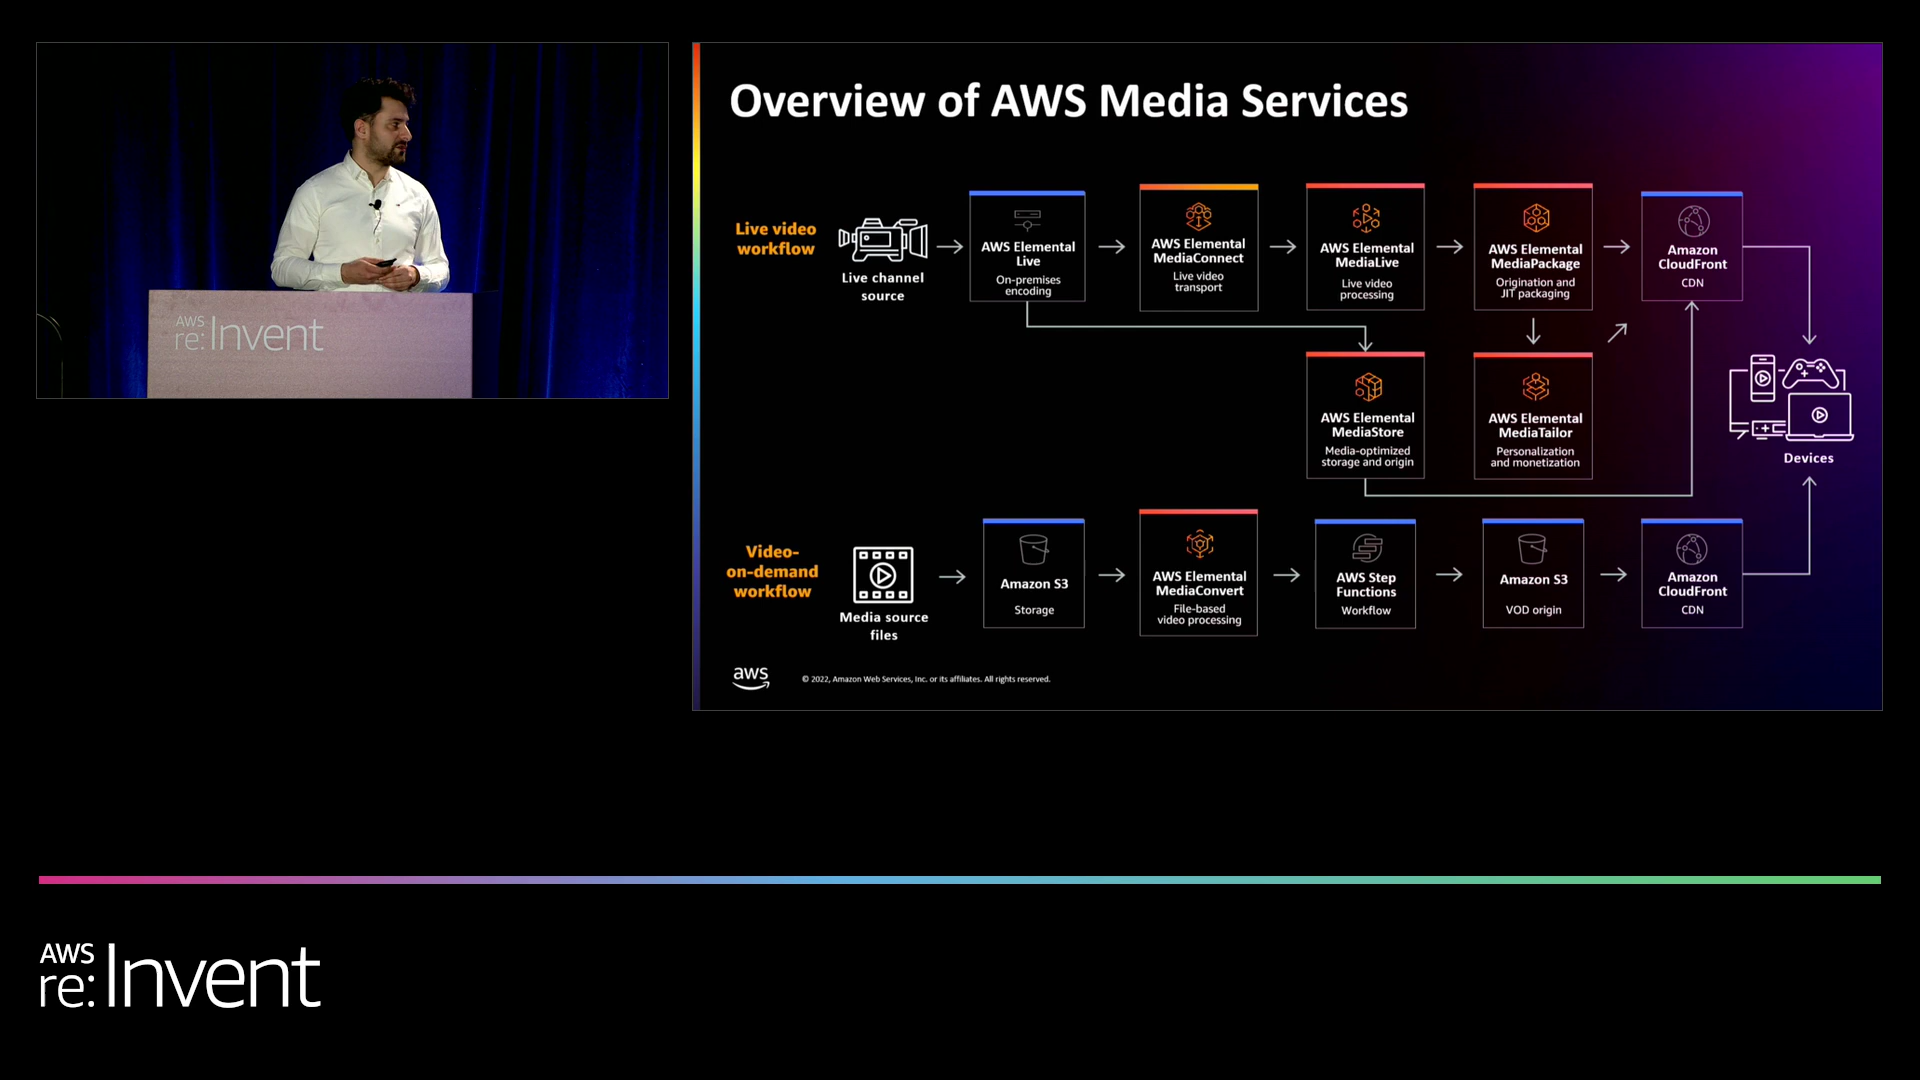 AWS
re:Invent
Overview of AWS Media Services
Live video
workflow
Live channel
source
AWS Elemental
Live
On-premises
encoding
AWS Elemental
MediaConnect
Live video
transport
AWS Elemental
MediaLive
Live video
processing
AWS Elemental
MediaPackage
Origination and
JIT packaging
Amazon
CloudFront
CDN
AWS Elemental
MediaStore
Media-optimized
storage and origin
AWS Elemental
MediaTailor
Personalization
and monetization
Devices
Video-
on-demand
workflow
Media source
files
Amazon S3
Storage
AWS Elemental
MediaConvert
File-based
video processing
AWS Step
Functions
Workflow
Amazon S3
VOD origin
Amazon
CloudFront
CDN
aws
© 2022, Amazon Web Services, Inc. or its affiliates. All rights reserved.
AWS
re:Invent